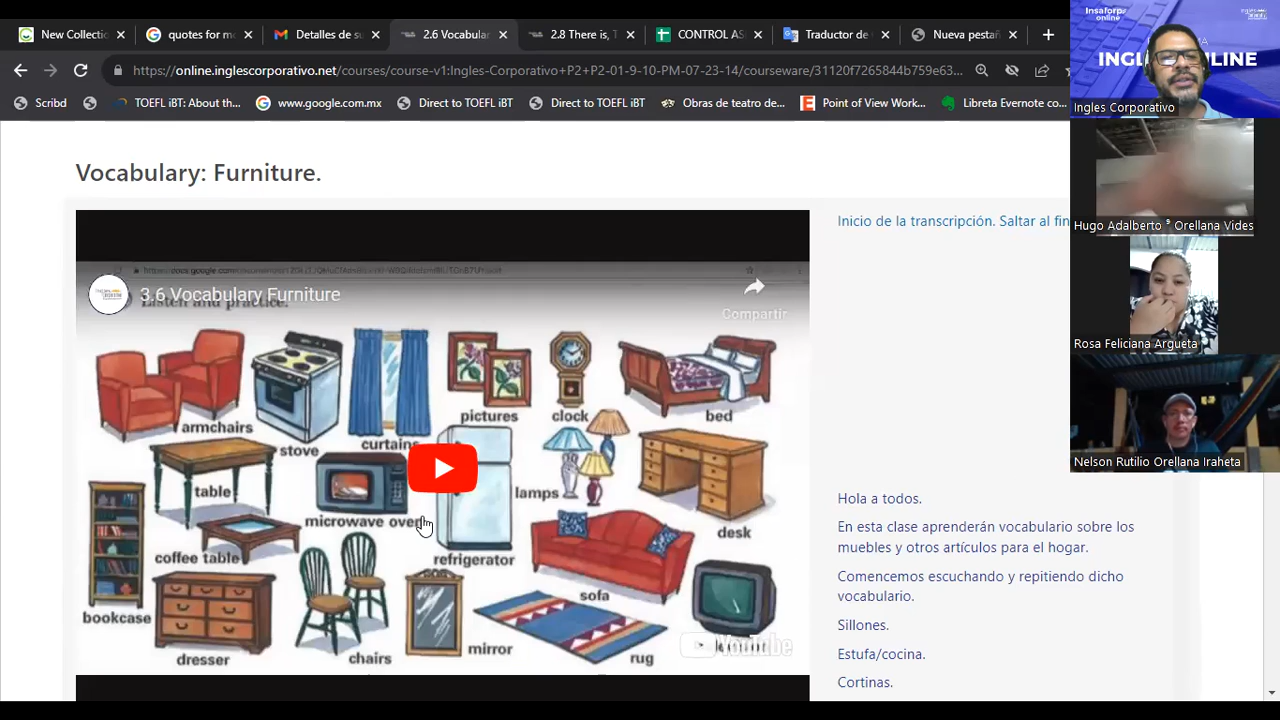 New Collectio
quotes for mo
Detalles de su
2.6 Vocabular
2.8 There is, T
CONTROL AS
Traductor de
Nueva pestañ
https://online.inglescorporativo.net/courses/course-v1:Ingles-Corporativo+P2+P2-01-9-10-PM-07-23-14/courseware/31120f7265844b759e63...
Scribd
TOEFL iBT: About th...
www.google.com.mx
Direct to TOEFL iBT
Direct to TOEFL iBT
Obras de teatro de...
Point of View Work...
Libreta Evernote co...
Vocabulary: Furniture.
3.6 Vocabulary Furniture
Listen and practice.
Compartir
armchairs
stove
curtains
pictures
clock
bed
table
microwave oven
lamps
desk
coffee table
refrigerator
sofa
bookcase
dresser
chairs
mirror
rug
YouTube
Inicio de la transcripción. Saltar al fin
Hola a todos.
En esta clase aprenderán vocabulario sobre los
muebles y otros artículos para el hogar.
Comencemos escuchando y repitiendo dicho
vocabulario.
Sillones.
Estufa/cocina.
Cortinas.
Insaforp
online
Ingles Corporativo
Hugo Adalberto ° Orellana Vides
Rosa Feliciana Argueta
Nelson Rutilio Orellana Iraheta